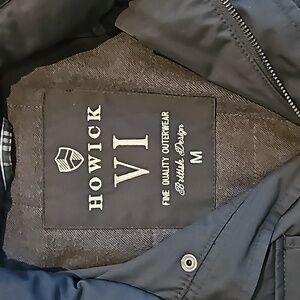 HOWICK
VI
FINE QUALITY OUTERWEAR
British Design
M